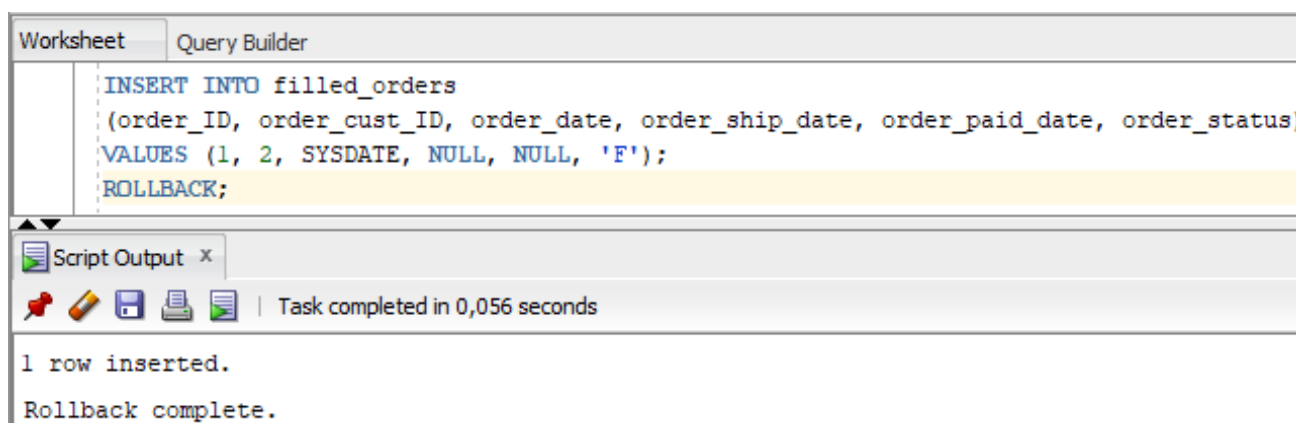 Worksheet Query Builder
INSERT INTO filled_orders
(order_ID, order_cust_ID, order_date, order_ship_date, order_paid_date, order_status)
VALUES (1, 2, SYSDATE, NULL, NULL, 'F');
ROLLBACK;
Script Output x
Task completed in 0,056 seconds
1 row inserted.
Rollback complete.